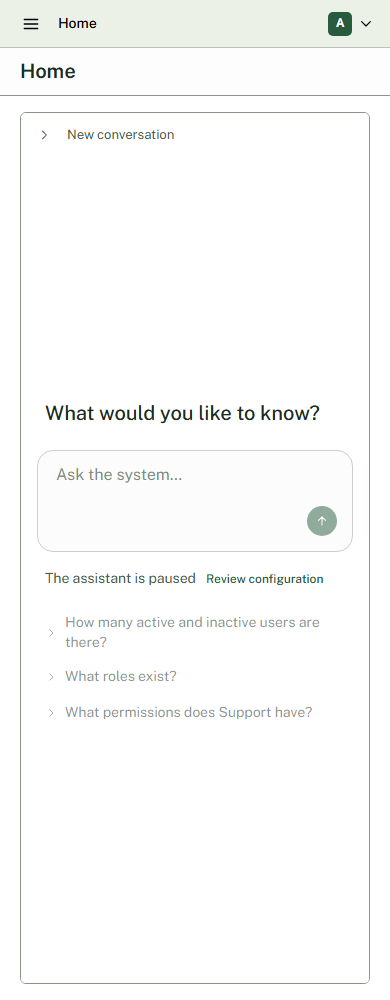 Home
A
Home
New conversation
What would you like to know?
Ask the system...
The assistant is paused Review configuration
How many active and inactive users are
there?
What roles exist?
What permissions does Support have?